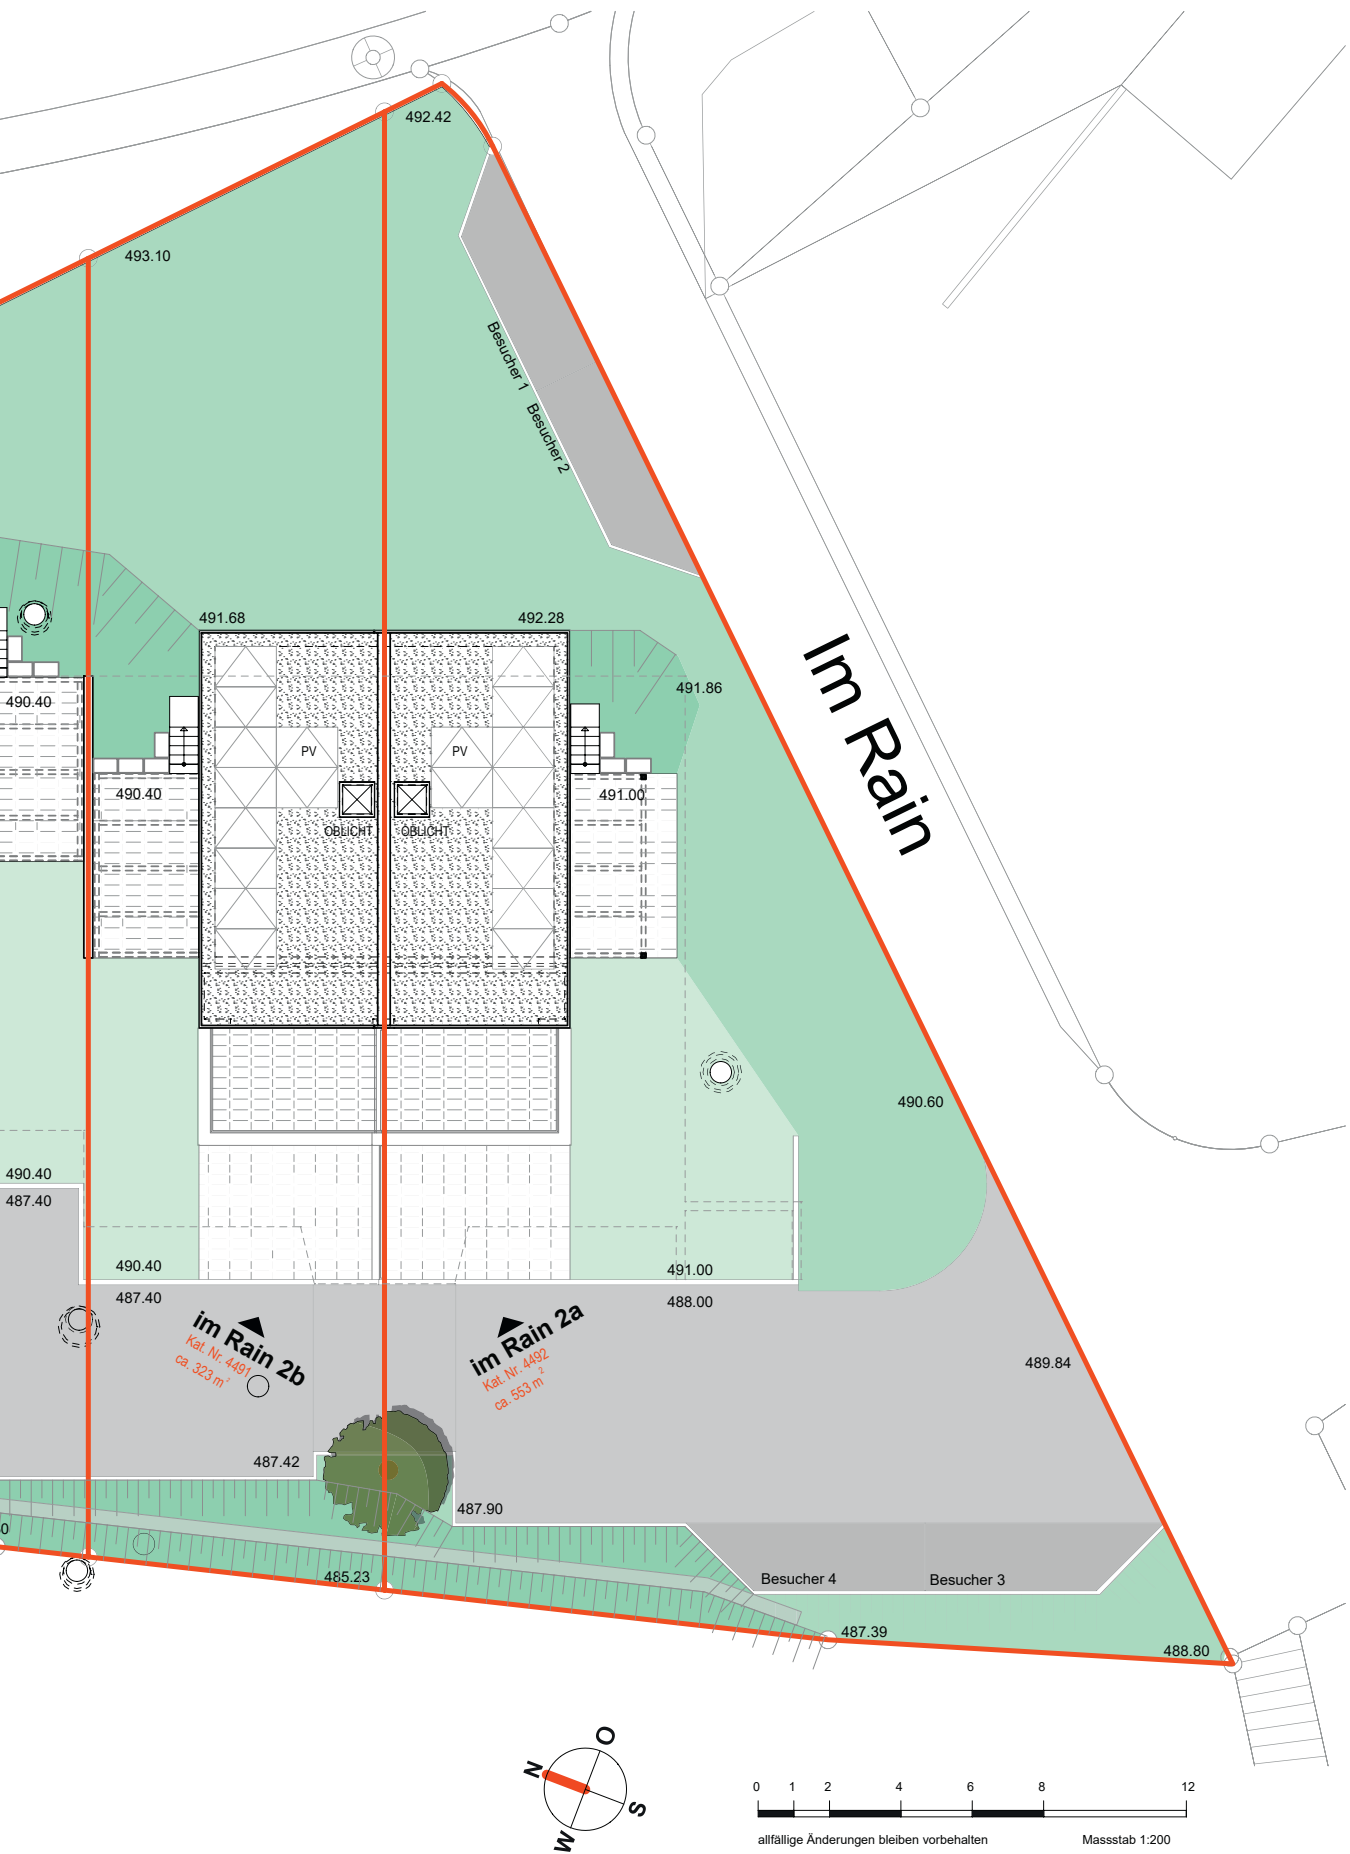 492.42
493.10
Besucher 1
Besucher 2
491.68
492.28
491.86
Im Rain
490.40
PV
PV
490.40
491.00
OBLICHT
OBLICHT
490.60
490.40
487.40
490.40
491.00
487.40
488.00
im Rain 2b
Kat. Nr. 4491
ca. 323 m²
im Rain 2a
Kat. Nr. 4492
ca. 553 m²
489.84
487.42
487.90
0
485.23
Besucher 4
Besucher 3
487.39
488.80
N
O
S
W
0 1 2 4 6 8 12
allfällige Änderungen bleiben vorbehalten
Massstab 1:200